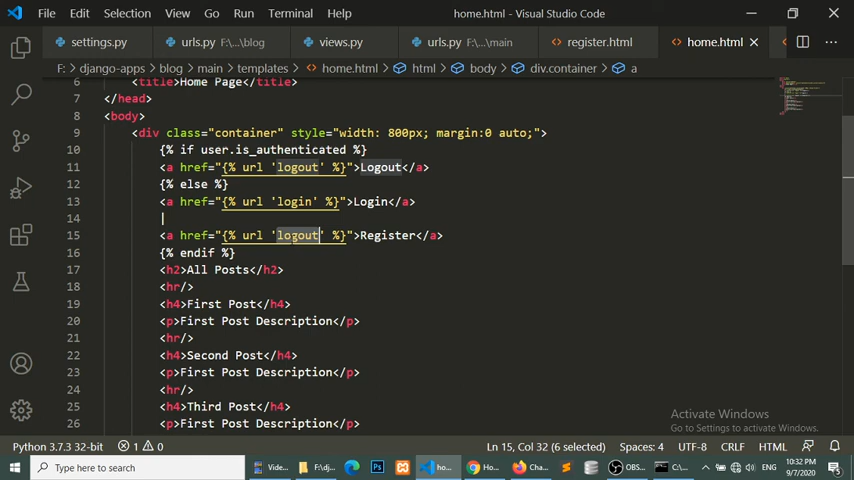 File Edit Selection View Go Run Terminal Help home.html - Visual Studio Code
settings.py urls.py F:\...\blog views.py urls.py F:\...\main register.html home.html
F: > django-apps > blog > main > templates > home.html > html > body > div.container > a
6 <title>Home Page</title>
7 </head>
8 <body>
9 <div class="container" style="width: 800px; margin:0 auto;">
10 {% if user.is_authenticated %}
11 <a href="{% url 'logout' %}">Logout</a>
12 {% else %}
13 <a href="{% url 'login' %}">Login</a>
14 |
15 <a href="{% url 'logout' %}">Register</a>
16 {% endif %}
17 <h2>All Posts</h2>
18 <hr/>
19 <h4>First Post</h4>
20 <p>First Post Description</p>
21 <hr/>
22 <h4>Second Post</h4>
23 <p>First Post Description</p>
24 <hr/>
25 <h4>Third Post</h4>
26 <p>First Post Description</p>
Activate Windows
Go to Settings to activate Windows.
Python 3.7.3 32-bit 1 0 Ln 15, Col 32 (6 selected) Spaces: 4 UTF-8 CRLF HTML
Type here to search Vide... F:\dj... ho... Ho... Cha... OBS... C:\... ENG 10:32 PM
9/7/2020 5